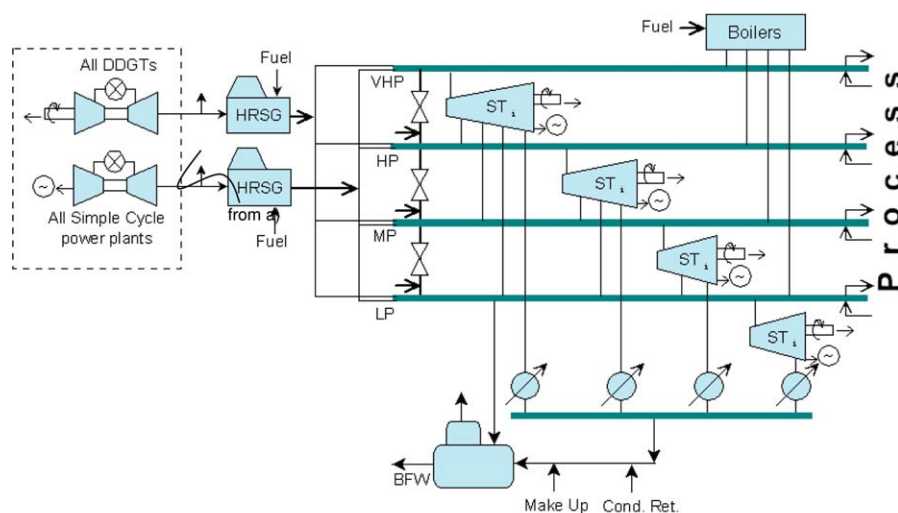 Fuel
Boilers
All DDGTs
Fuel
VHP
HRSG
ST i
~
HP
ST i
~
HRSG
~
from a
All Simple Cycle
power plants
Fuel
MP
ST i
~
LP
ST i
~
Process
BFW
Make Up
Cond. Ret.